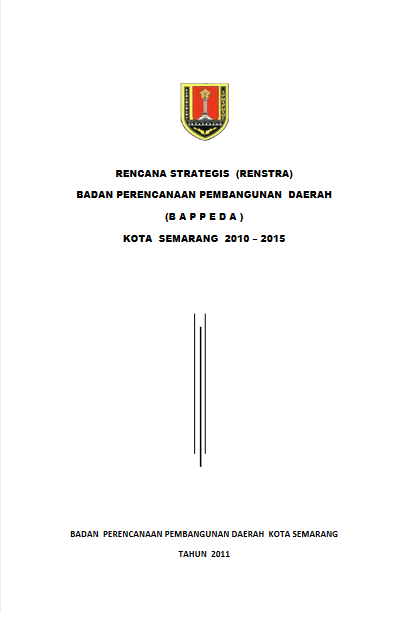 RENCANA STRATEGIS (RENSTRA)
BADAN PERENCANAAN PEMBANGUNAN DAERAH
(B A P P E D A )
KOTA SEMARANG 2010 – 2015
BADAN PERENCANAAN PEMBANGUNAN DAERAH KOTA SEMARANG
TAHUN 2011